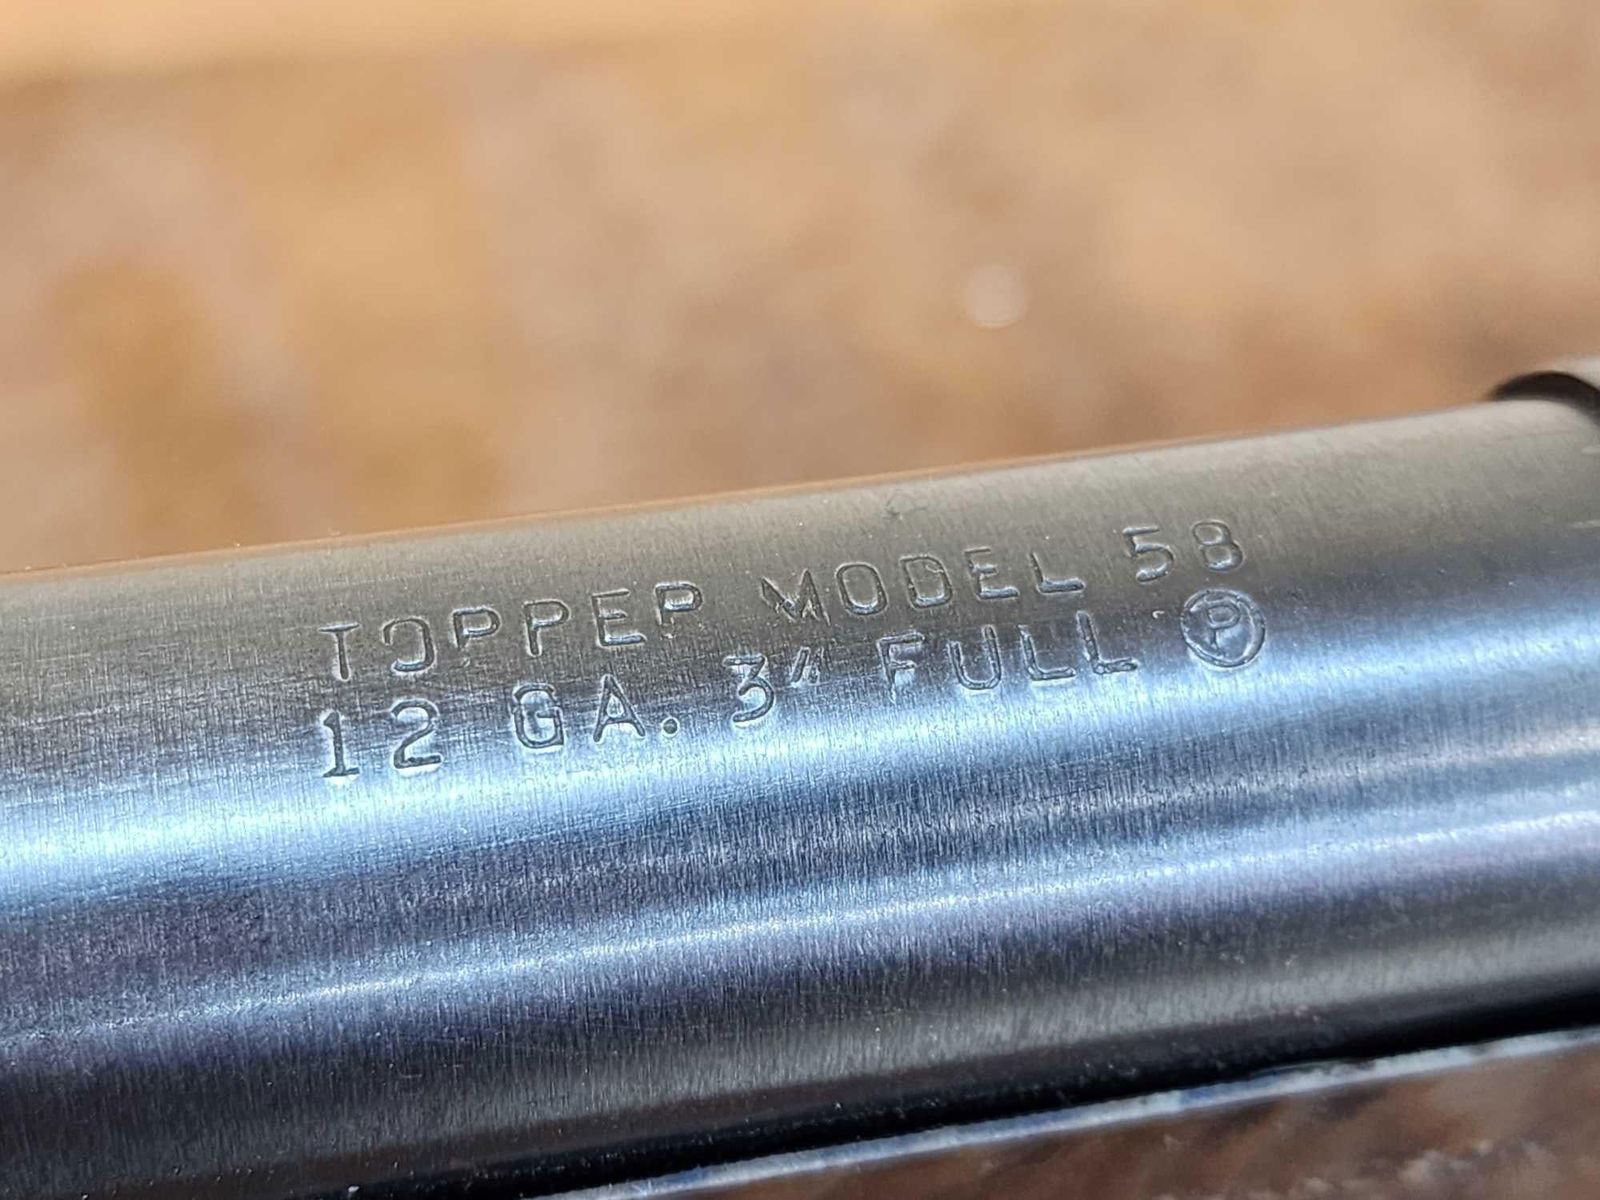 TOPPER MODEL 58
12 GA. 3" FULL Ⓟ